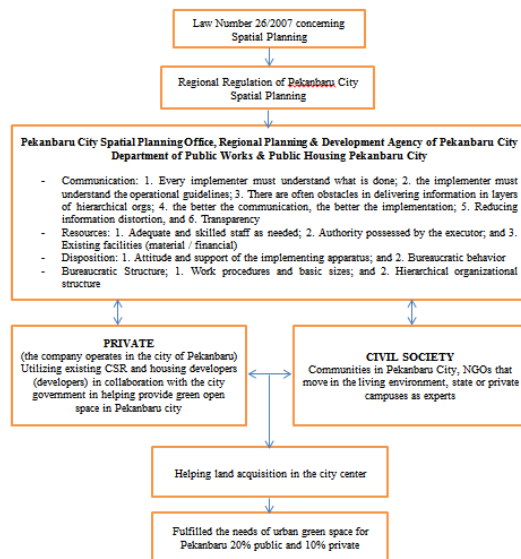 Law Number 26/2007 concerning
Spatial Planning
Regional Regulation of Pekanbaru City
Spatial Planning
Pekanbaru City Spatial Planning Office, Regional Planning & Development Agency of Pekanbaru City
Department of Public Works & Public Housing Pekanbaru City
- Communication: 1. Every implementer must understand what is done; 2. the implementer must
understand the operational guidelines; 3. There are often obstacles in delivering information in layers
of hierarchical orgs; 4. the better the communication, the better the implementation; 5. Reducing
information distortion, and 6. Transparency
- Resources: 1. Adequate and skilled staff as needed; 2. Authority possessed by the executor; and 3.
Existing facilities (material / financial)
- Disposition: 1. Attitude and support of the implementing apparatus; and 2. Bureaucratic behavior
- Bureaucratic Structure; 1. Work procedures and basic sizes; and 2. Hierarchical organizational
structure
PRIVATE
(the company operates in the city of Pekanbaru)
Utilizing existing CSR and housing developers
(developers) in collaboration with the city
government in helping provide green open
space in Pekanbaru city
CIVIL SOCIETY
Communities in Pekanbaru City, NGOs that
move in the living environment, state or private
campuses as experts
Helping land acquisition in the city center
Fulfilled the needs of urban green space for
Pekanbaru 20% public and 10% private